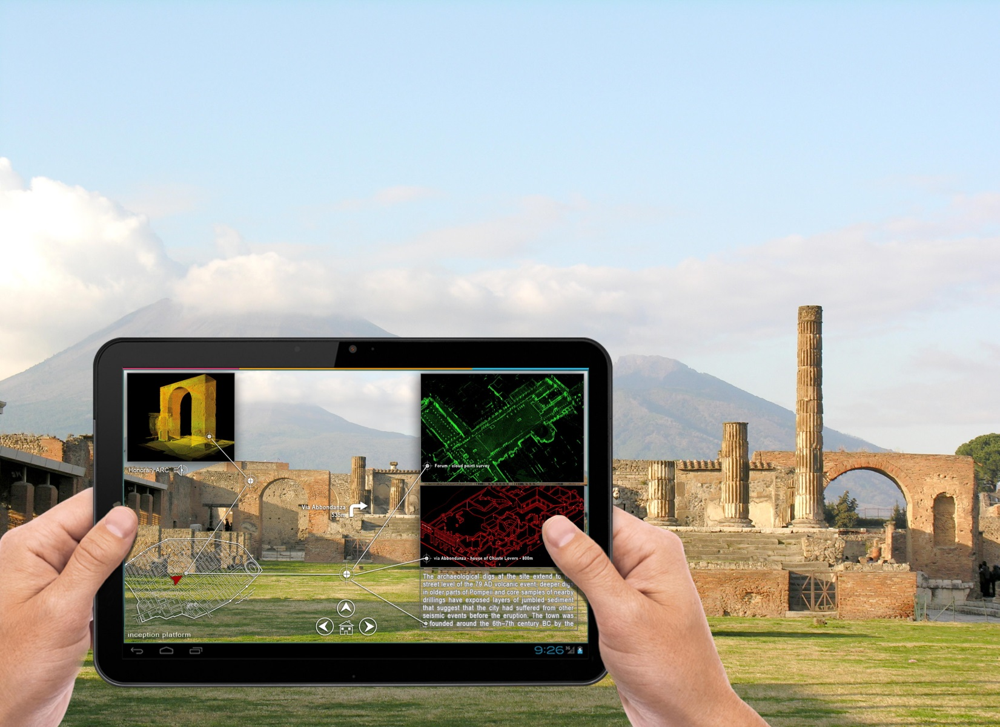 Honorary ARC
Forum - cloud point survey
Via Abbondanza
535m
via Abbondanza - house of Chaste Lovers - 800m
The archaeological digs at the site extend to
street level of the 79 AD volcanic event, deeper digs
in older parts of Pompeii and core samples of nearby
drillings have exposed layers of jumbled sediment
that suggest that the city had suffered from other
seismic events before the eruption. The town was
founded around the 6th–7th century BC by the
inception platform
9:26